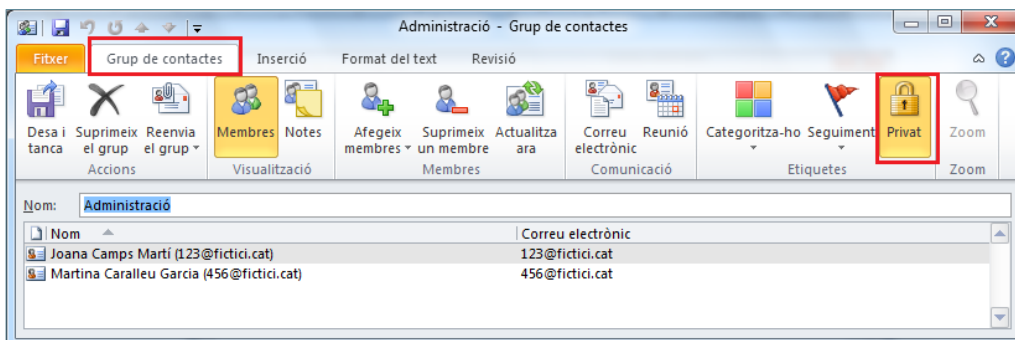 Administració - Grup de contactes
Fitxer Grup de contactes Inserció Format del text Revisió
Desa i tanca Suprimeix el grup Reenvia el grup Membres Notes Afegeix membres Suprimeix un membre Actualitza ara Correu electrònic Reunió Categoritza-ho Seguiment Privat Zoom
Accions Visualització Membres Comunicació Etiquetes Zoom
Nom: Administració
Nom Correu electrònic
Joana Camps Martí (123@fictici.cat) 123@fictici.cat
Martina Caralleu Garcia (456@fictici.cat) 456@fictici.cat